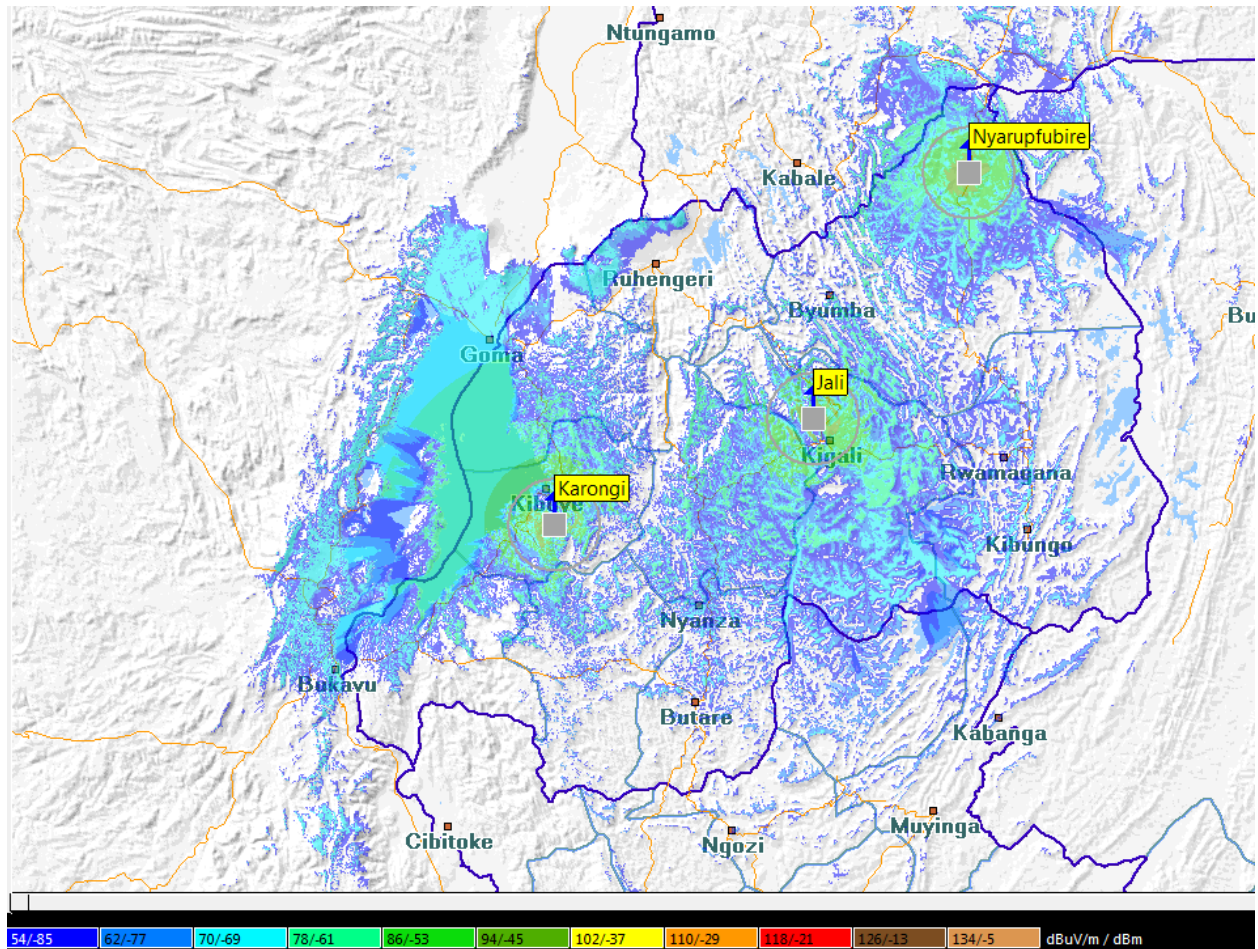 Ntungamo
Nyarupfubire
Kabale
Ruhengeri
Byumba
Bu
Goma
Jali
Kigali
Rwamagana
Karongi
Kibuye
Kibungo
Nyanza
Bukavu
Butare
Kabanga
Muyinga
Cibitoke
Ngozi
54/-85 62/-77 70/-69 78/-61 86/-53 94/-45 102/-37 110/-29 118/-21 126/-13 134/-5 dBuV/m / dBm